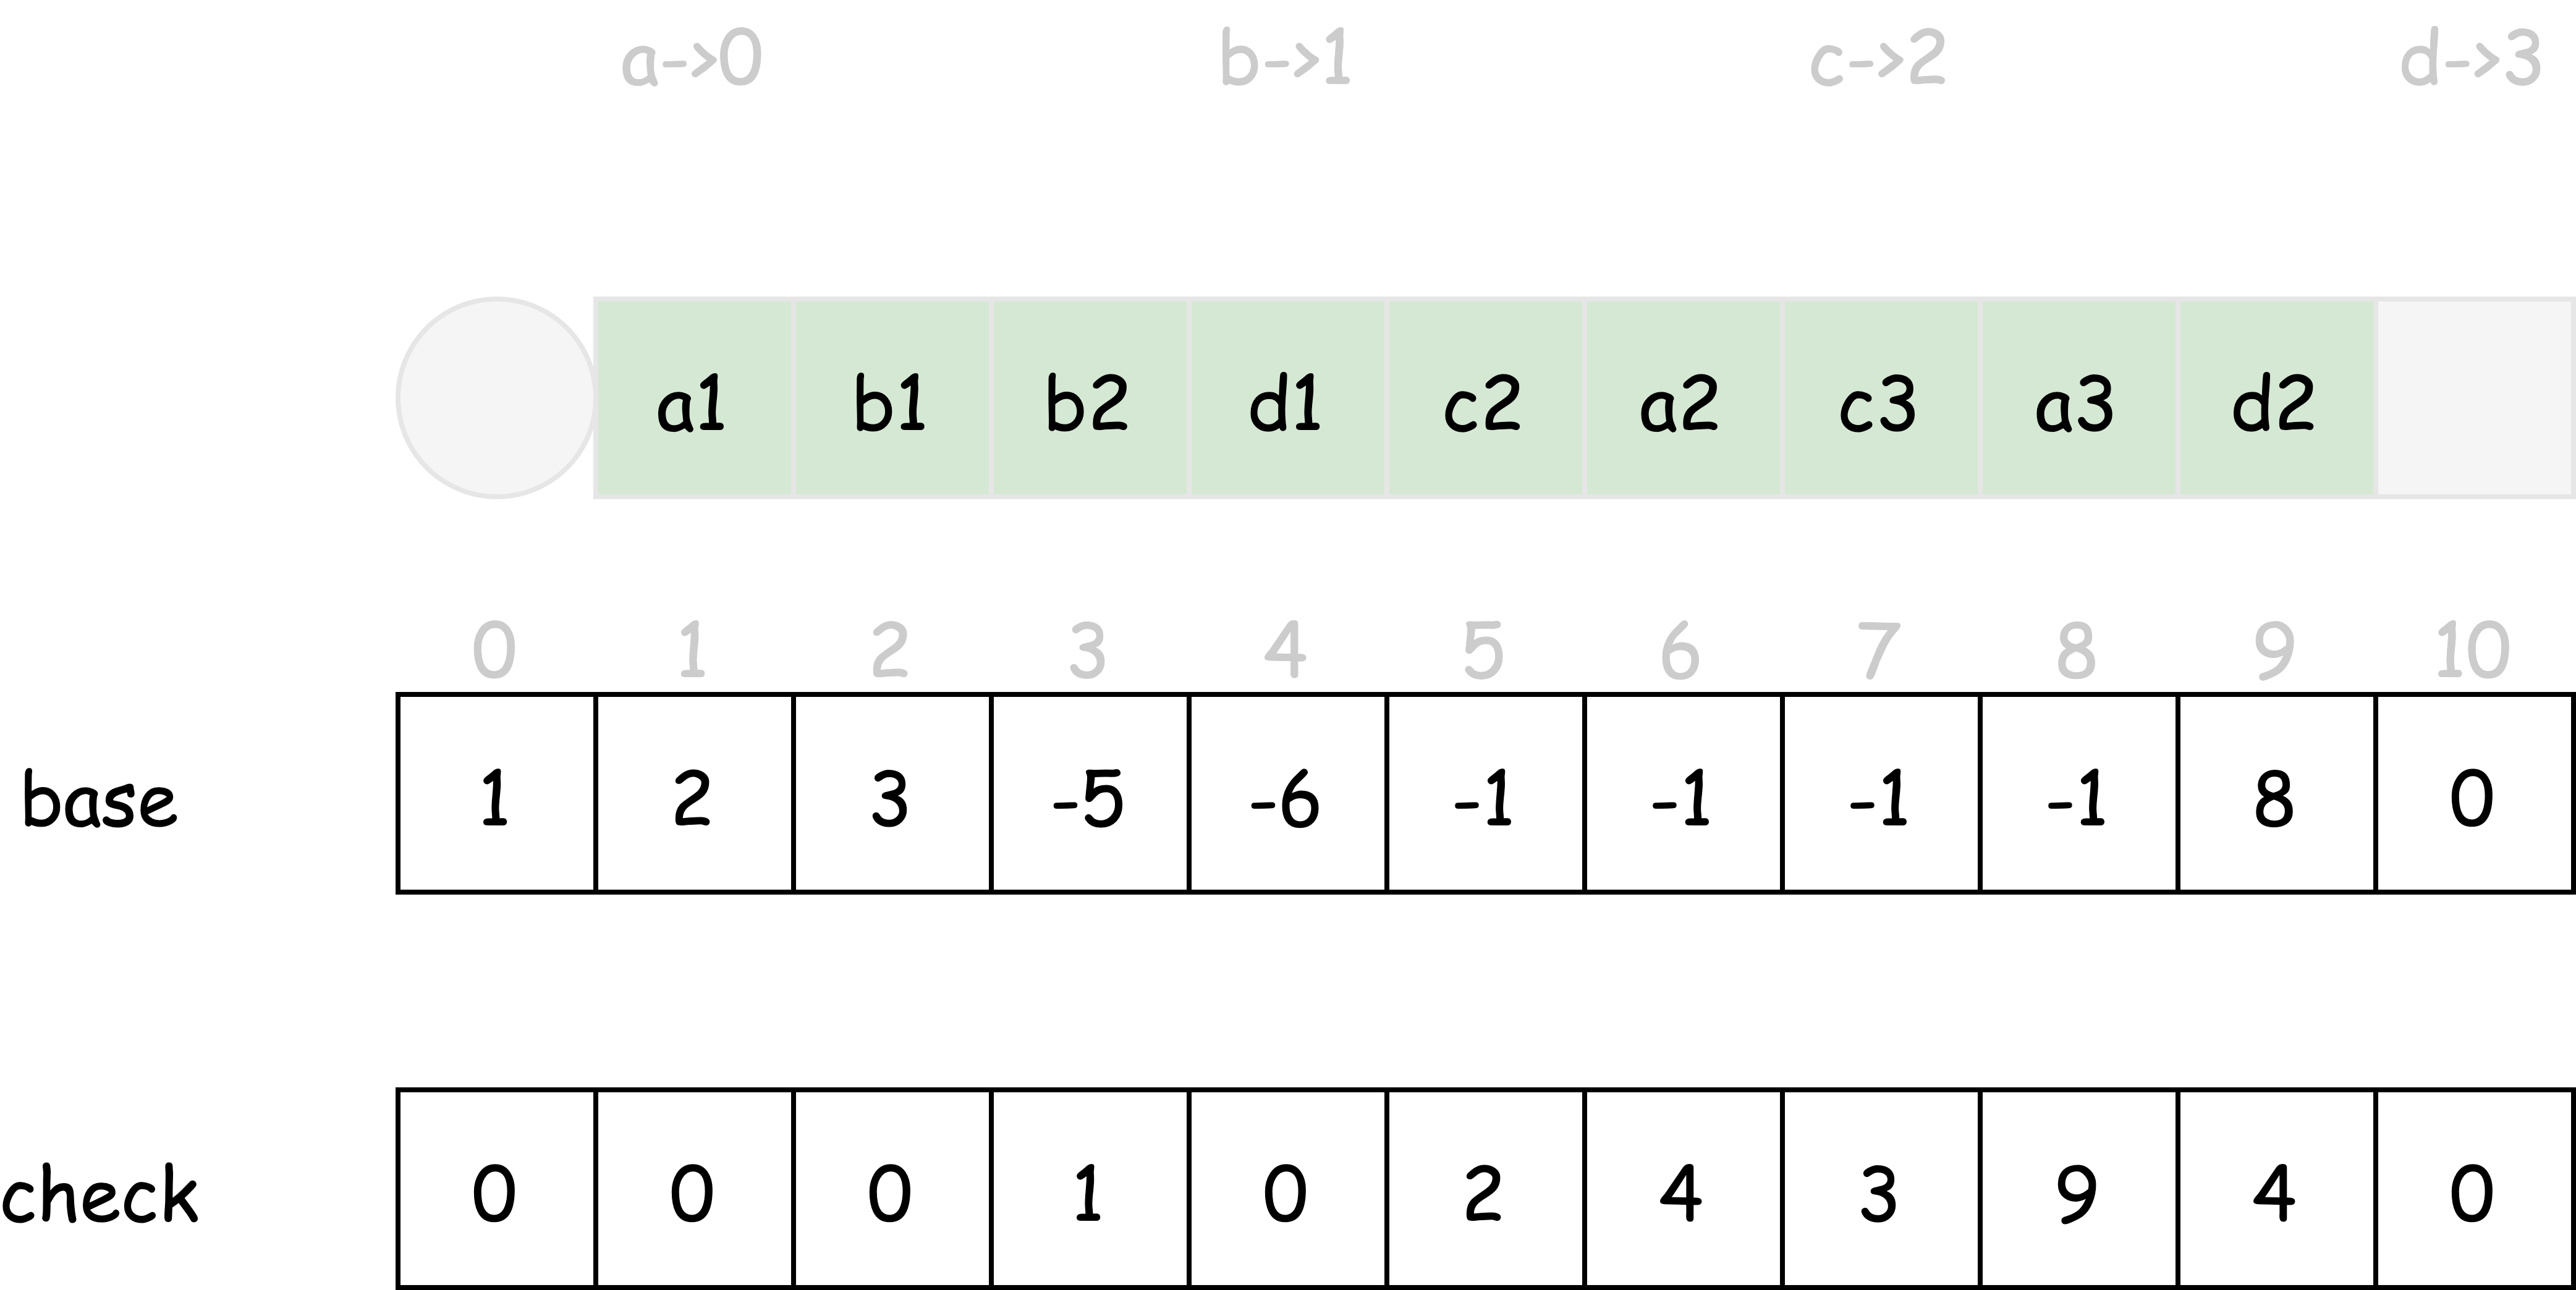 a->0 b->1 c->2 d->3
a1 b1 b2 d1 c2 a2 c3 a3 d2
0 1 2 3 4 5 6 7 8 9 10
base 1 2 3 -5 -6 -1 -1 -1 -1 8 0
check 0 0 0 1 0 2 4 3 9 4 0